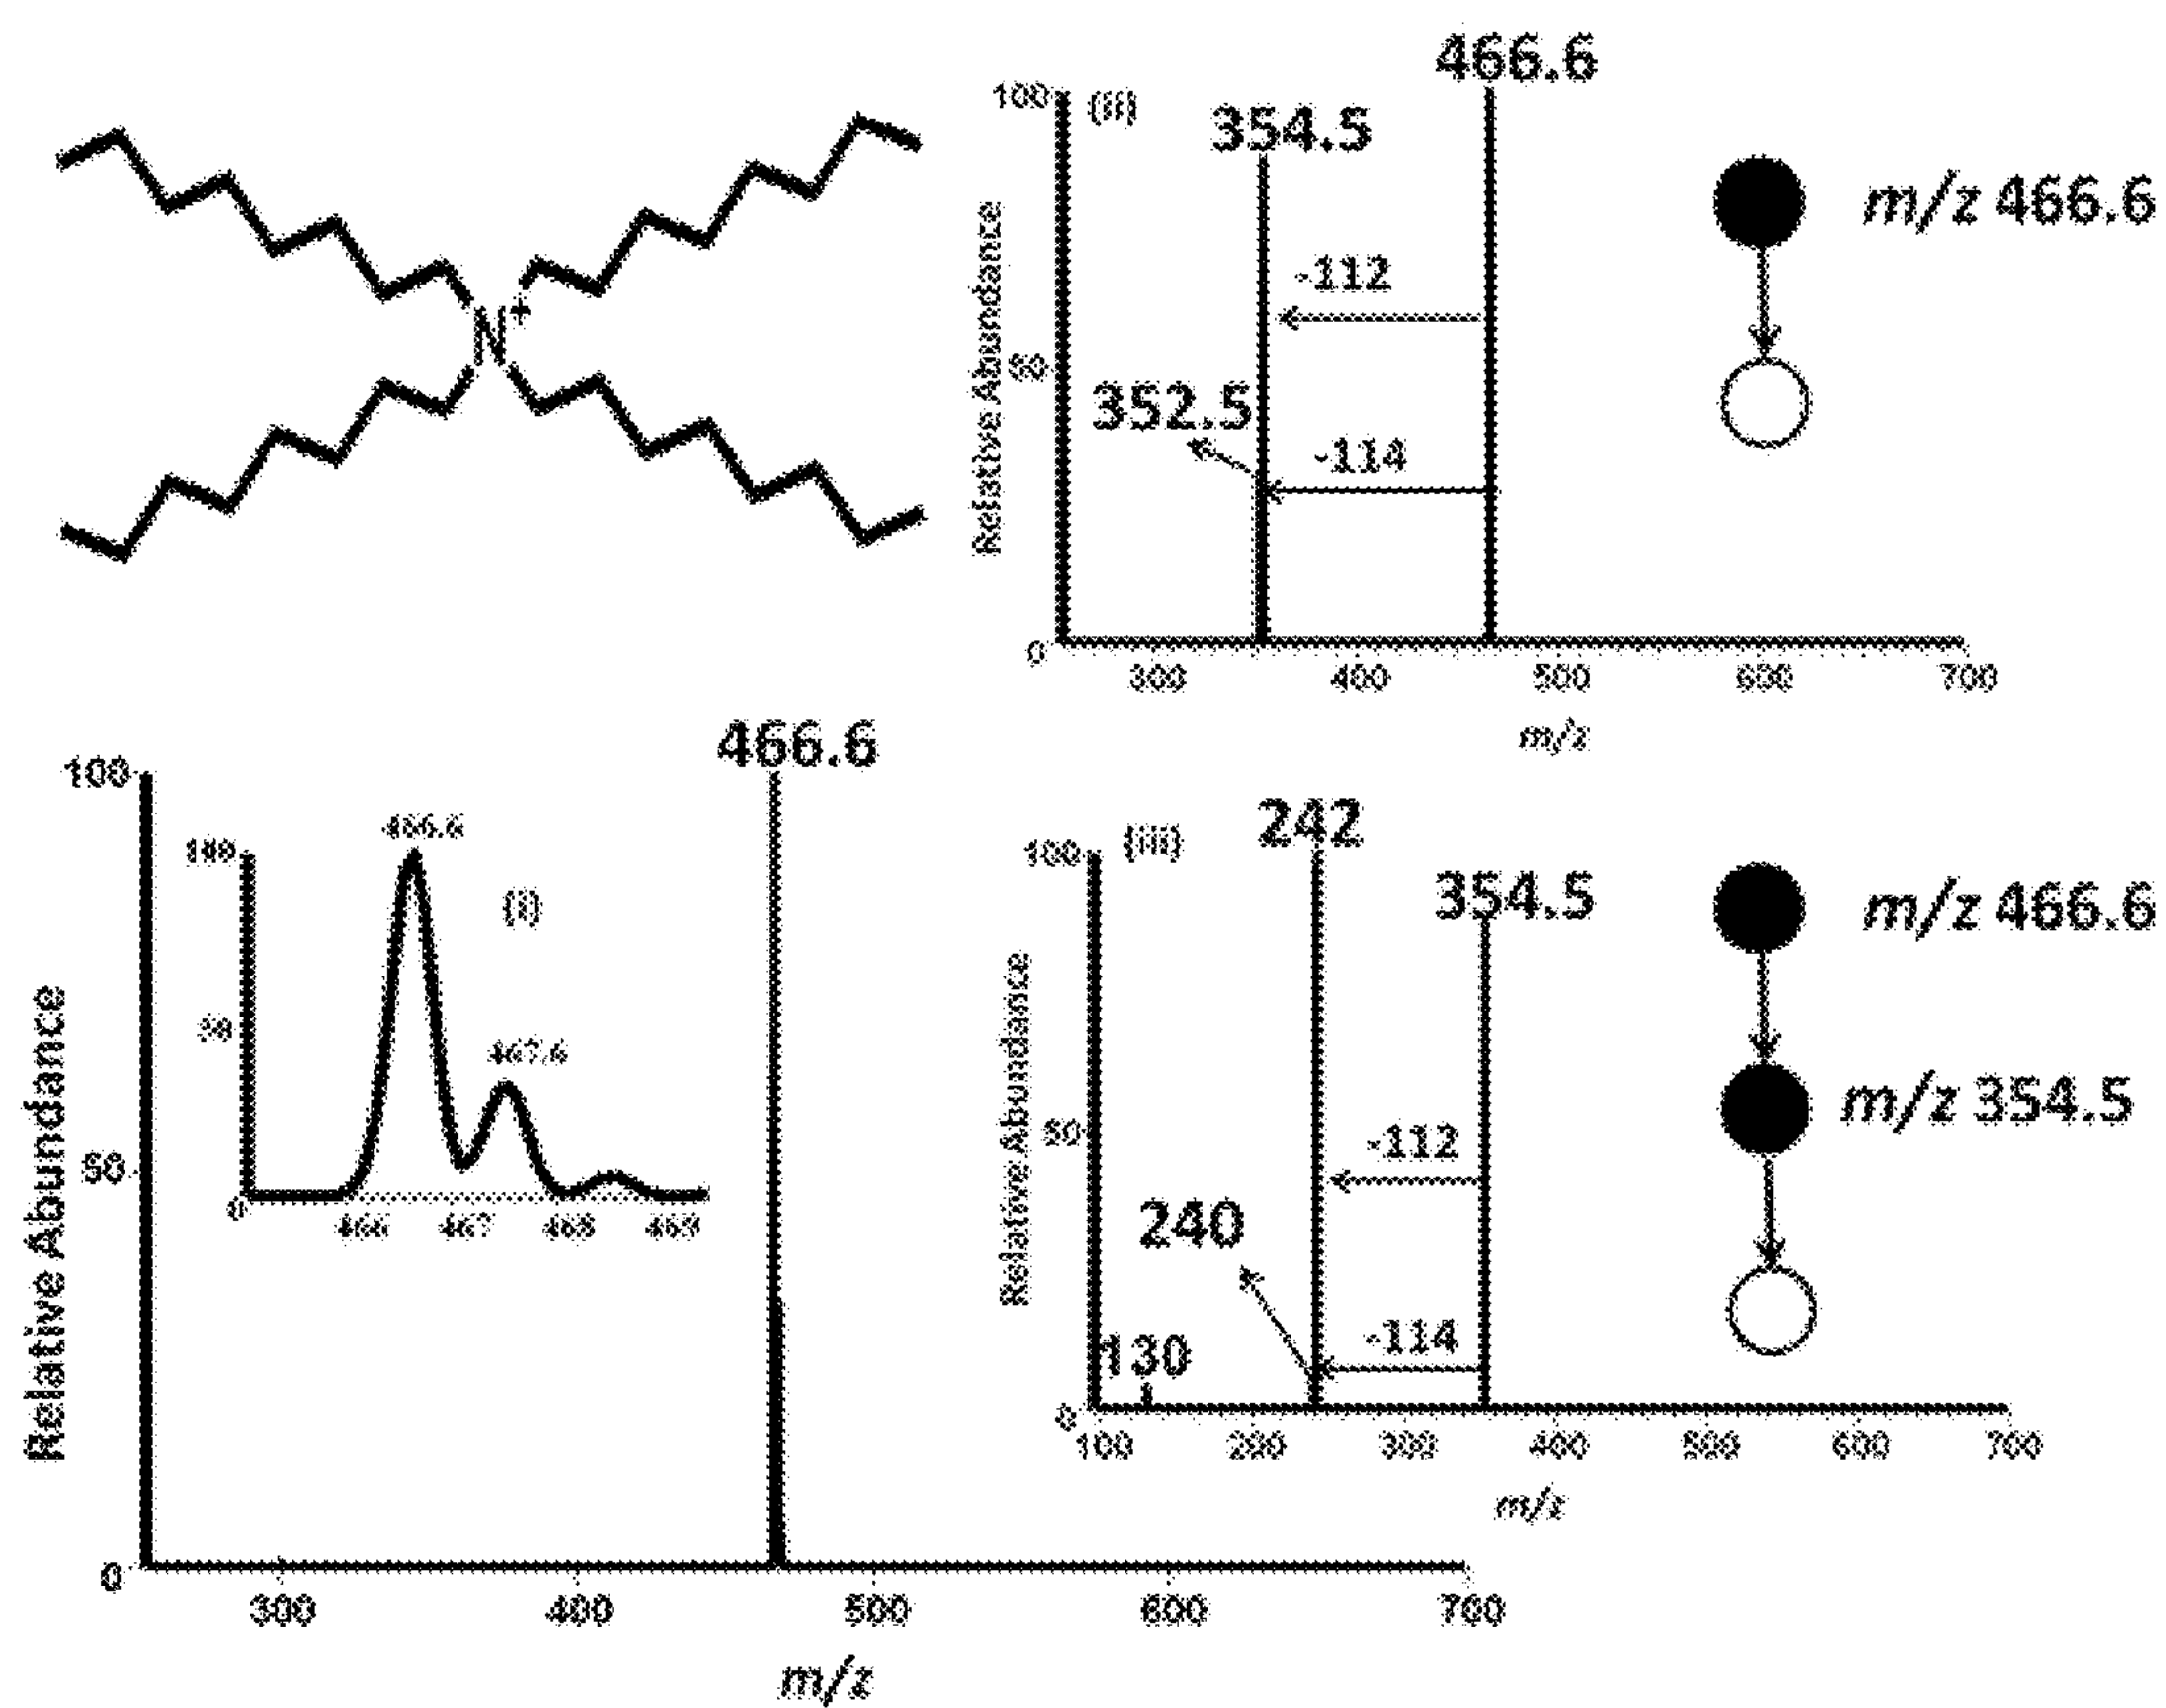 N+
(ii)
100
50
0
Relative Abundance
466.6
354.5
-112
352.5
-114
300 400 500 600 700
m/z
m/z 466.6
466.6
100
50
0
Relative Abundance
(i)
100
50
0
466.6
467.6
466 467 468 469
300 400 500 600 700
m/z
(iii)
100
50
0
Relative Abundance
242
354.5
-112
240
-114
130
100 200 300 400 500 600 700
m/z
m/z 466.6
m/z 354.5